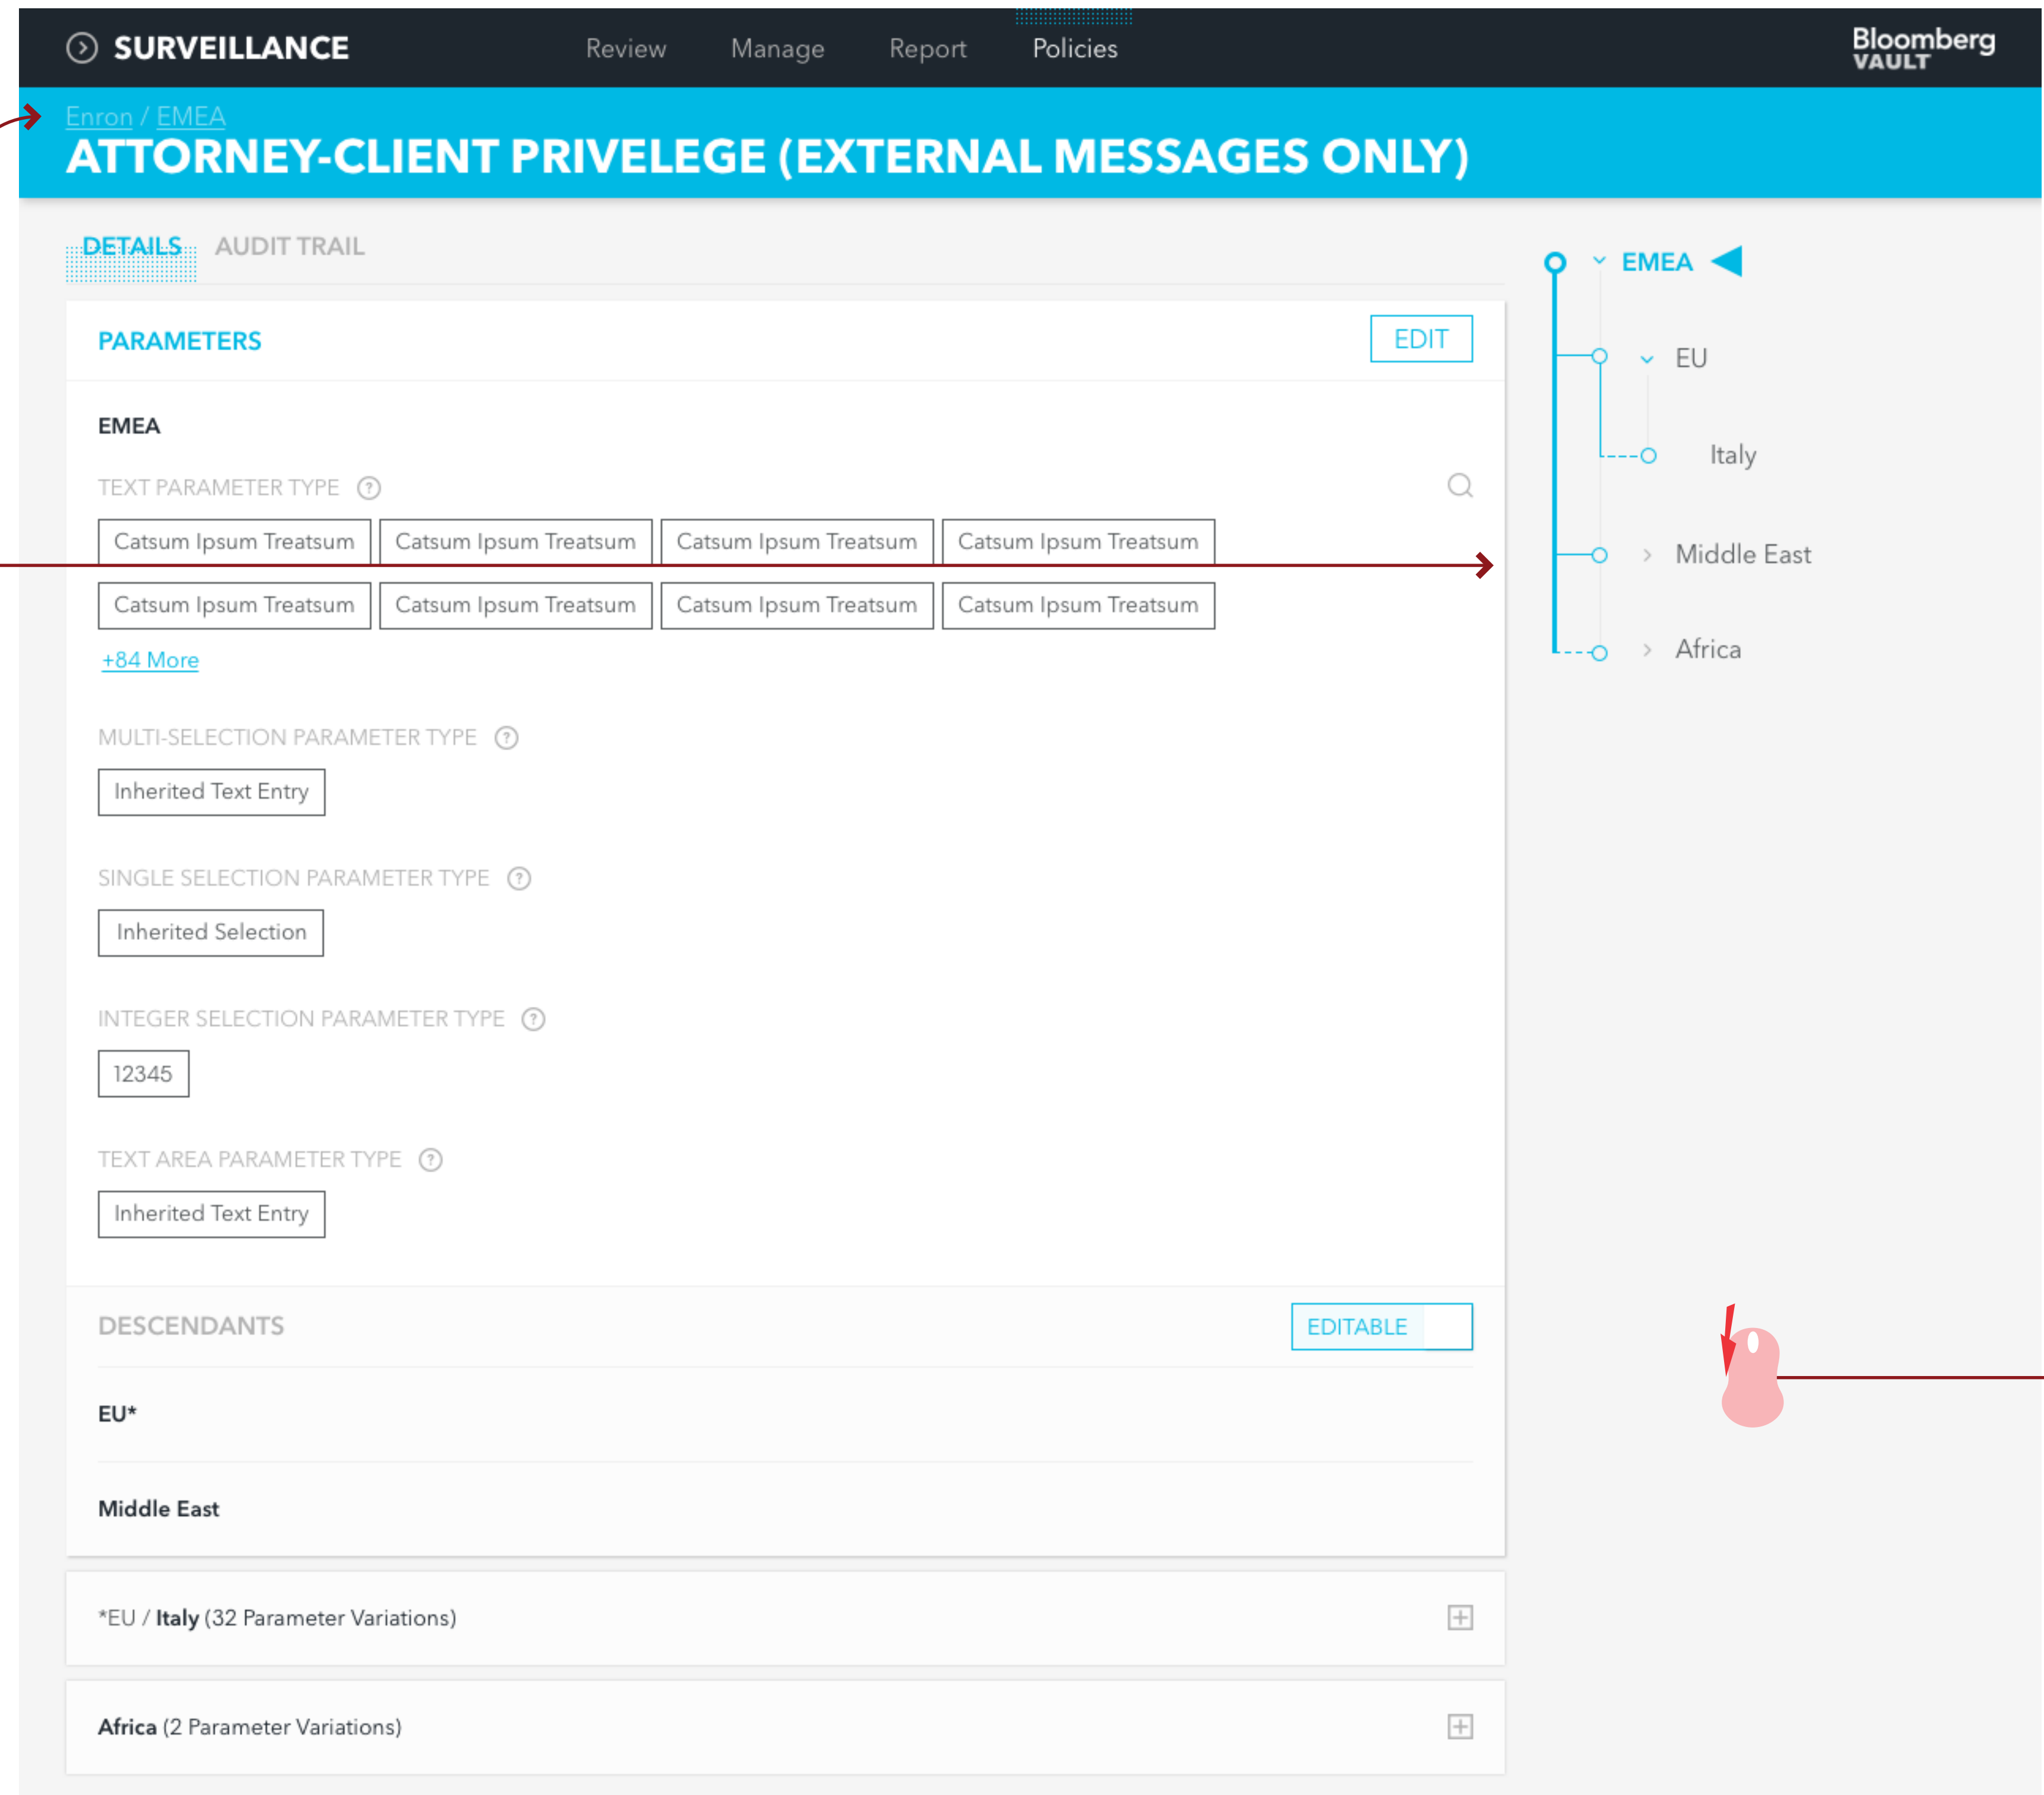 SURVEILLANCE Review Manage Report Policies Bloomberg
VAULT
Enron / EMEA
ATTORNEY-CLIENT PRIVELEGE (EXTERNAL MESSAGES ONLY)
DETAILS AUDIT TRAIL
EMEA
EU
Italy
Middle East
Africa
PARAMETERS EDIT
EMEA
TEXT PARAMETER TYPE ?
Catsum Ipsum Treatsum Catsum Ipsum Treatsum Catsum Ipsum Treatsum Catsum Ipsum Treatsum
Catsum Ipsum Treatsum Catsum Ipsum Treatsum Catsum Ipsum Treatsum Catsum Ipsum Treatsum
+84 More
MULTI-SELECTION PARAMETER TYPE ?
Inherited Text Entry
SINGLE SELECTION PARAMETER TYPE ?
Inherited Selection
INTEGER SELECTION PARAMETER TYPE ?
12345
TEXT AREA PARAMETER TYPE ?
Inherited Text Entry
DESCENDANTS EDITABLE
EU*
Middle East
*EU / Italy (32 Parameter Variations)
Africa (2 Parameter Variations)